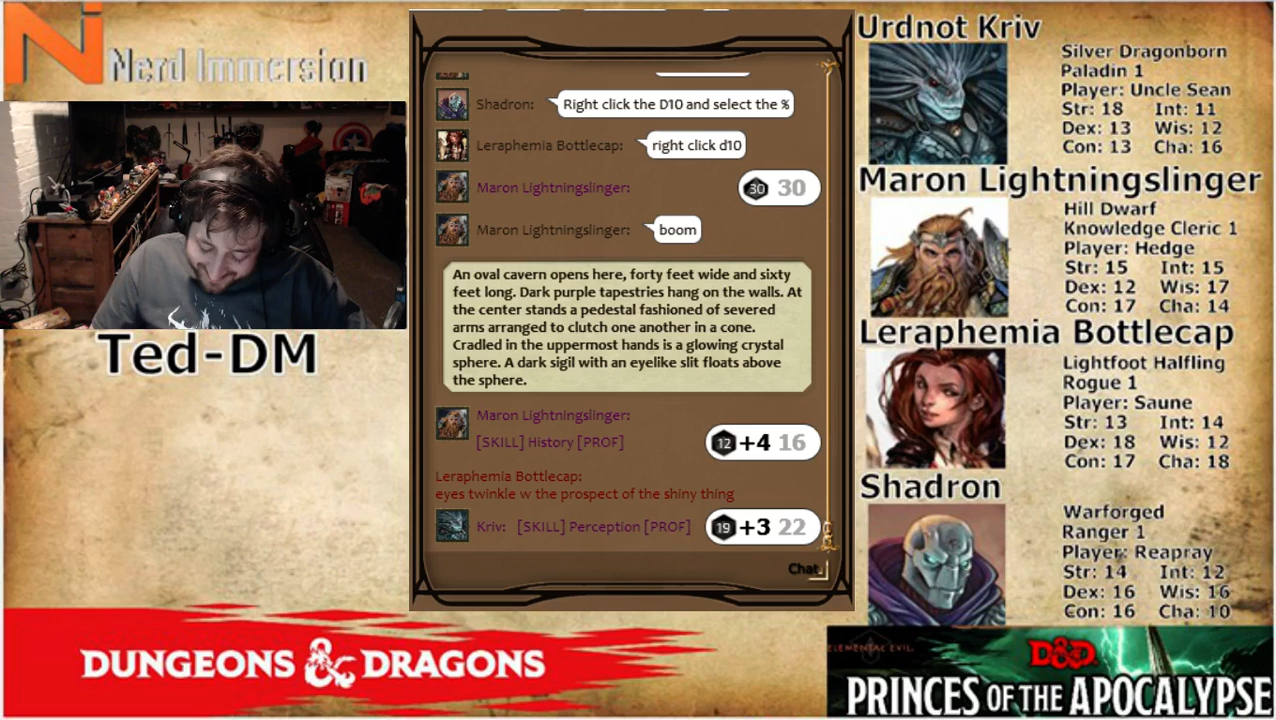 Nerd Immersion
Ted-DM
DUNGEONS & DRAGONS
Shadron: Right click the D10 and select the %
Leraphemia Bottlecap: right click d10
Maron Lightningslinger: 30 30
Maron Lightningslinger: boom
An oval cavern opens here, forty feet wide and sixty
feet long. Dark purple tapestries hang on the walls. At
the center stands a pedestal fashioned of severed
arms arranged to clutch one another in a cone.
Cradled in the uppermost hands is a glowing crystal
sphere. A dark sigil with an eyelike slit floats above
the sphere.
Maron Lightningslinger:
[SKILL] History [PROF] 12 +4 16
Leraphemia Bottlecap:
eyes twinkle w the prospect of the shiny thing
Kriv: [SKILL] Perception [PROF] 19 +3 22
Chat
Urdnot Kriv
Silver Dragonborn
Paladin 1
Player: Uncle Sean
Str: 18 Int: 11
Dex: 13 Wis: 12
Con: 13 Cha: 16
Maron Lightningslinger
Hill Dwarf
Knowledge Cleric 1
Player: Hedge
Str: 15 Int: 15
Dex: 12 Wis: 17
Con: 17 Cha: 14
Leraphemia Bottlecap
Lightfoot Halfling
Rogue 1
Player: Saune
Str: 13 Int: 14
Dex: 18 Wis: 12
Con: 17 Cha: 18
Shadron
Warforged
Ranger 1
Player: Reapray
Str: 14 Int: 12
Dex: 16 Wis: 16
Con: 16 Cha: 10
ELEMENTAL EVIL
D&D
PRINCES OF THE APOCALYPSE